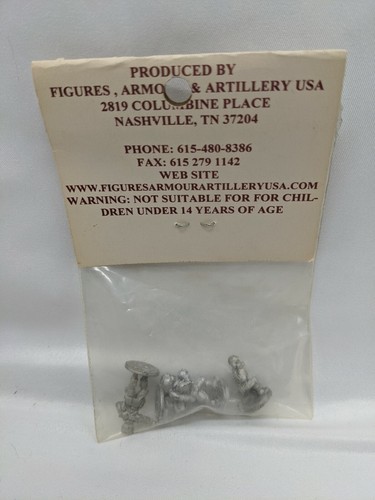 PRODUCED BY
FIGURES , ARMOUR & ARTILLERY USA
2819 COLUMBINE PLACE
NASHVILLE, TN 37204
PHONE: 615-480-8386
FAX: 615 279 1142
WEB SITE
WWW.FIGURESARMOURARTILLERYUSA.COM
WARNING: NOT SUITABLE FOR FOR CHIL-
DREN UNDER 14 YEARS OF AGE